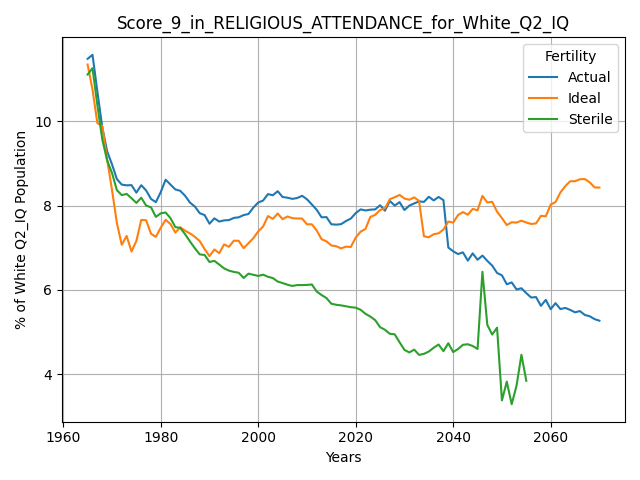 Score_9_in_RELIGIOUS_ATTENDANCE_for_White_Q2_IQ
Fertility
Actual
Ideal
Sterile
% of White Q2_IQ Population
10
8
6
4
1960
1980
2000
2020
2040
2060
Years